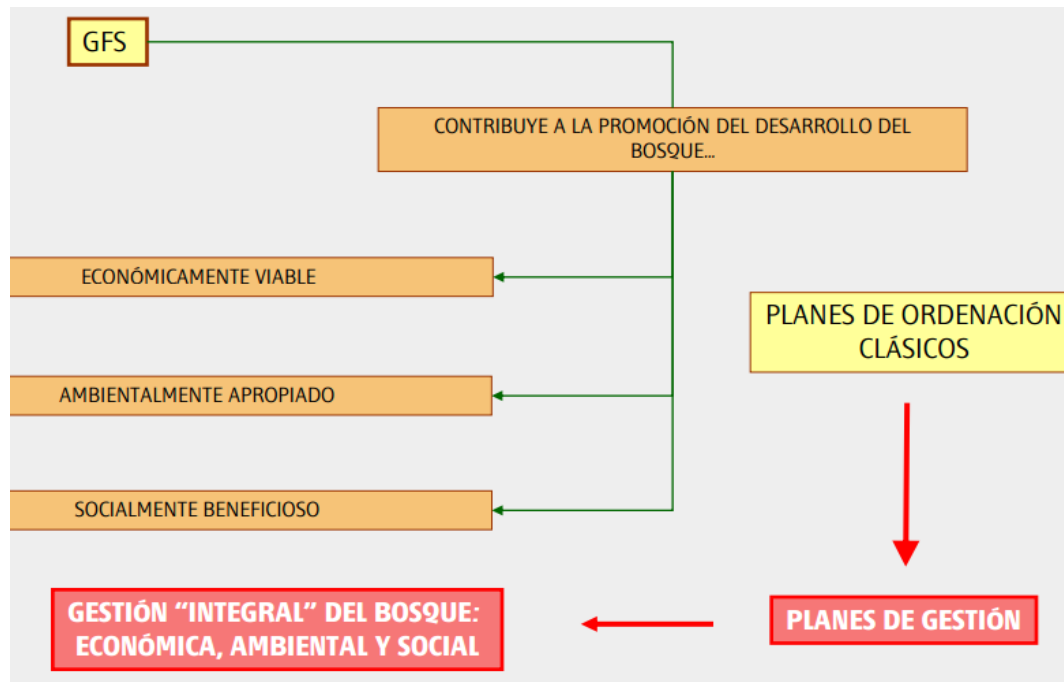 GFS
CONTRIBUYE A LA PROMOCIÓN DEL DESARROLLO DEL
BOSQUE...
ECONÓMICAMENTE VIABLE
AMBIENTALMENTE APROPIADO
SOCIALMENTE BENEFICIOSO
PLANES DE ORDENACIÓN
CLÁSICOS
PLANES DE GESTIÓN
GESTIÓN “INTEGRAL” DEL BOSQUE:
ECONÓMICA, AMBIENTAL Y SOCIAL